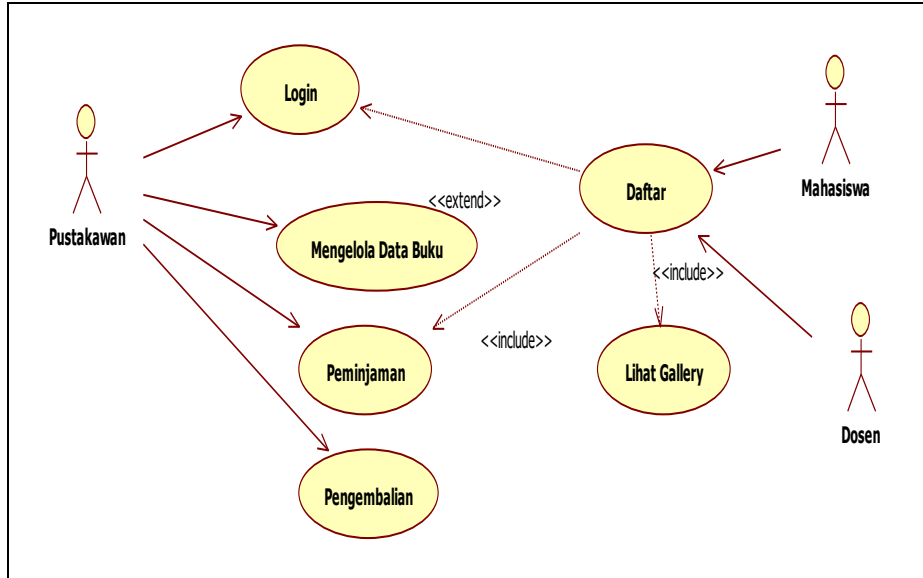 Login
Mahasiswa
Daftar
<<extend>>
Pustakawan
Mengelola Data Buku
<<include>>
<<include>>
Peminjaman
Lihat Gallery
Dosen
Pengembalian